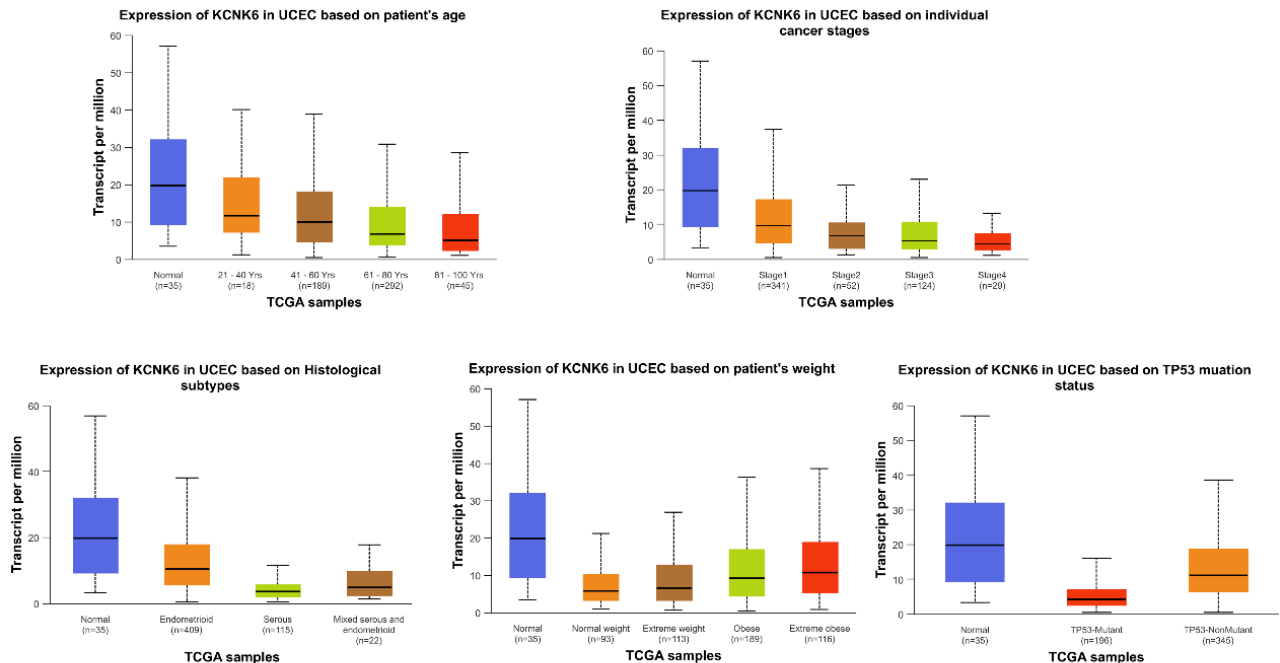 Expression of KCNK6 in UCEC based on patient's age
Transcript per million
60
50
40
30
20
10
0
Normal
(n=35)
21 - 40 Yrs
(n=18)
41 - 60 Yrs
(n=189)
61 - 80 Yrs
(n=292)
81 - 100 Yrs
(n=45)
TCGA samples
Expression of KCNK6 in UCEC based on individual
cancer stages
Transcript per million
60
50
40
30
20
10
0
Normal
(n=35)
Stage1
(n=341)
Stage2
(n=52)
Stage3
(n=124)
Stage4
(n=29)
TCGA samples
Expression of KCNK6 in UCEC based on Histological
subtypes
Transcript per million
60
40
20
0
Normal
(n=35)
Endometrioid
(n=409)
Serous
(n=115)
Mixed serous and
endometrioid
(n=22)
TCGA samples
Expression of KCNK6 in UCEC based on patient's weight
Transcript per million
60
50
40
30
20
10
0
Normal
(n=35)
Normal weight
(n=93)
Extreme weight
(n=113)
Obese
(n=189)
Extreme obese
(n=116)
TCGA samples
Expression of KCNK6 in UCEC based on TP53 muation
status
Transcript per million
60
50
40
30
20
10
0
Normal
(n=35)
TP53-Mutant
(n=196)
TP53-NonMutant
(n=345)
TCGA samples